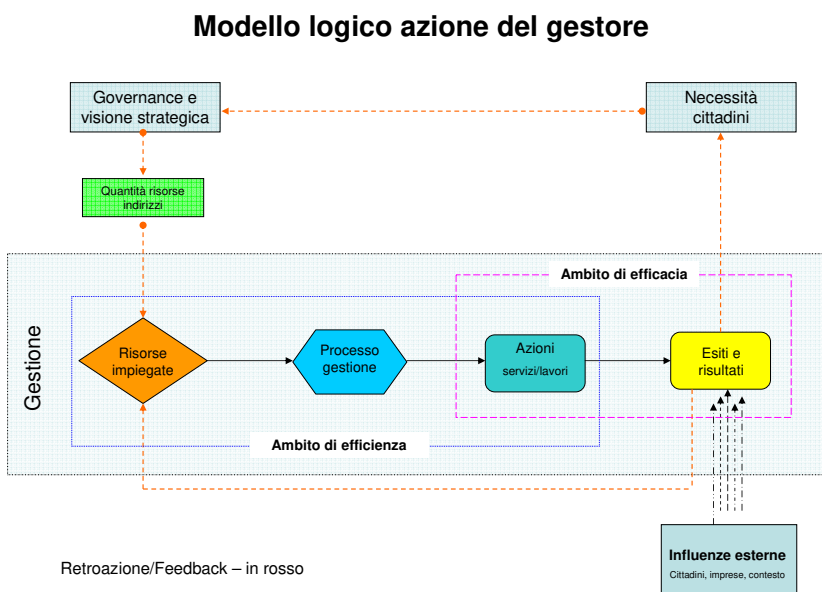 Modello logico azione del gestore
Governance e
visione strategica
Necessità
cittadini
Quantità risorse
indirizzi
Ambito di efficacia
Gestione
Risorse
impiegate
Processo
gestione
Azioni
servizi/lavori
Esiti e
risultati
Ambito di efficienza
Influenze esterne
Cittadini, imprese, contesto
Retroazione/Feedback – in rosso